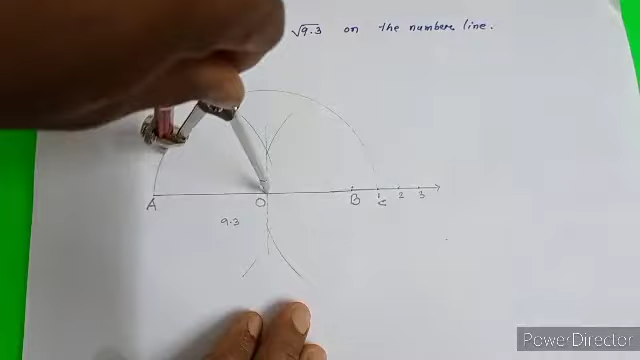 √9.3 on the number line.
A O B C 1 2 3
9.3
PowerDirector